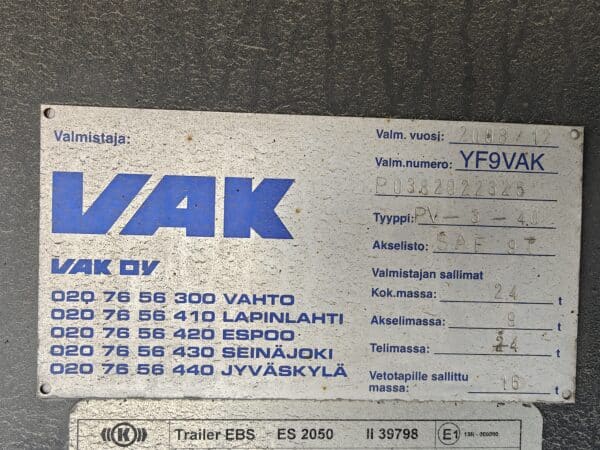 Valmistaja:
VAK
VAK OY
020 76 56 300 VAHTO
020 76 56 410 LAPINLAHTI
020 76 56 420 ESPOO
020 76 56 430 SEINÄJOKI
020 76 56 440 JYVÄSKYLÄ
Valm. vuosi: 2008/12
Valm.numero: YF9VAK
P0382022325
Tyyppi: PV-3-4.0
Akselisto: SAF 9T
Valmistajan sallimat
Kok.massa: 24 t
Akselimassa: 9 t
Telimassa: 24 t
Vetotapille sallittu
massa: 16 t
K Trailer EBS ES 2050 II 39798 E1